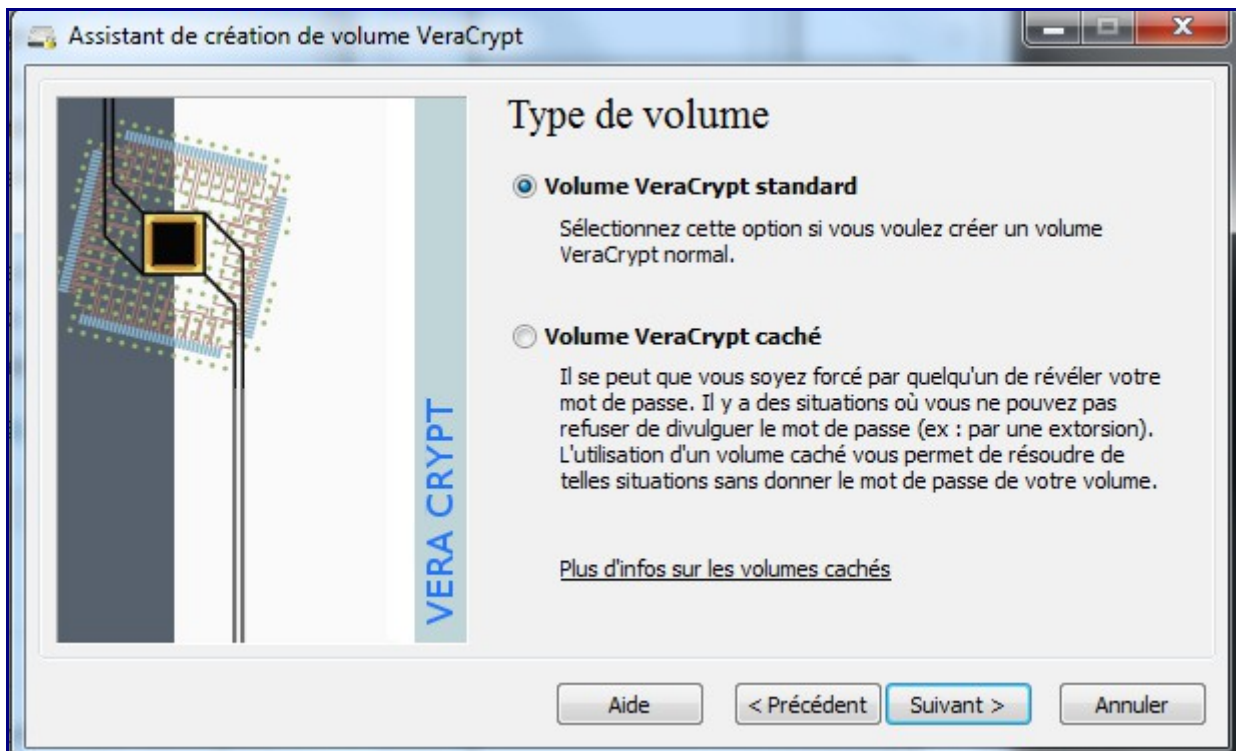 Assistant de création de volume VeraCrypt
Type de volume
Volume VeraCrypt standard
Sélectionnez cette option si vous voulez créer un volume
VeraCrypt normal.
Volume VeraCrypt caché
Il se peut que vous soyez forcé par quelqu'un de révéler votre
mot de passe. Il y a des situations où vous ne pouvez pas
refuser de divulguer le mot de passe (ex : par une extorsion).
L'utilisation d'un volume caché vous permet de résoudre de
telles situations sans donner le mot de passe de votre volume.
Plus d'infos sur les volumes cachés
VERA CRYPT
Aide
< Précédent
Suivant >
Annuler